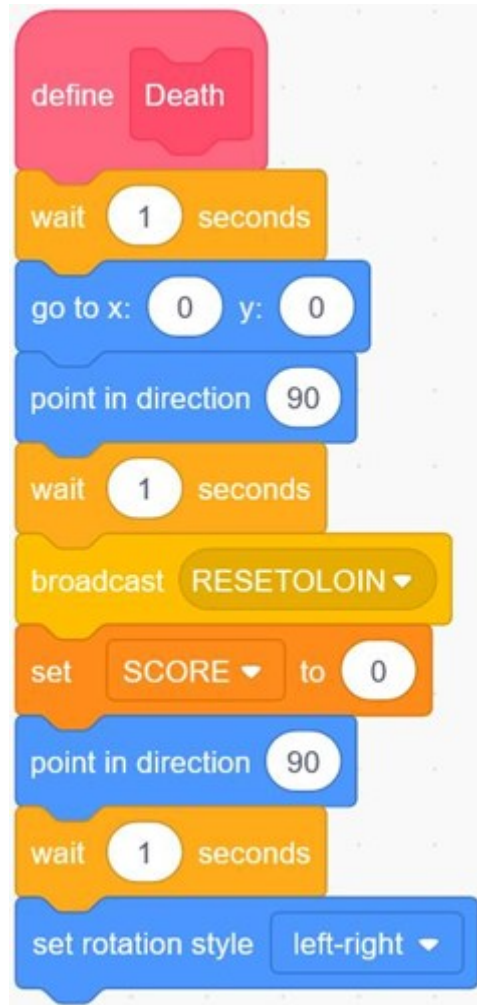 define Death
wait 1 seconds
go to x: 0 y: 0
point in direction 90
wait 1 seconds
broadcast RESETOLOIN
set SCORE to 0
point in direction 90
wait 1 seconds
set rotation style left-right